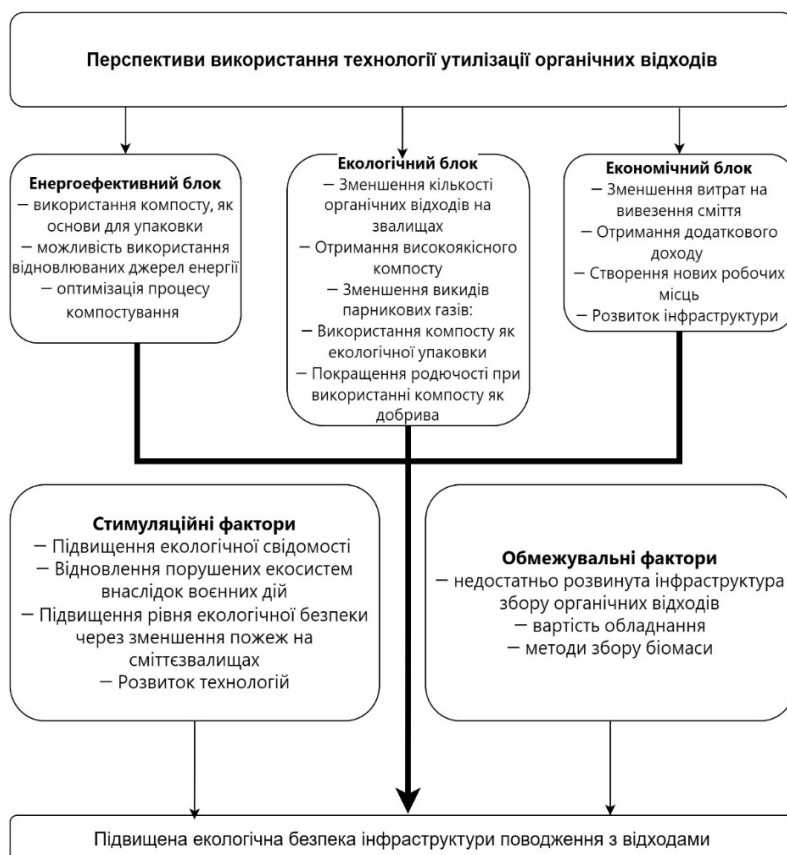 Перспективи використання технології утилізації органічних відходів
Енергоефективний блок
— використання компосту, як
основи для упаковки
— можливість використання
відновлюваних джерел енергії
— оптимізація процесу
компостування
Екологічний блок
— Зменшення кількості
органічних відходів на
звалищах
— Отримання високоякісного
компосту
— Зменшення викидів
парникових газів:
— Використання компосту як
екологічної упаковки
— Покращення родючості при
використанні компосту як
добрива
Економічний блок
— Зменшення витрат на
вивезення сміття
— Отримання додаткового
доходу
— Створення нових робочих
місць
— Розвиток інфраструктури
Стимуляційні фактори
— Підвищення екологічної свідомості
— Відновлення порушених екосистем
внаслідок воєнних дій
— Підвищення рівня екологічної безпеки
через зменшення пожеж на
сміттєзвалищах
— Розвиток технологій
Обмежувальні фактори
— недостатньо розвинута інфраструктура
збору органічних відходів
— вартість обладнання
— методи збору біомаси
Підвищена екологічна безпека інфраструктури поводження з відходами